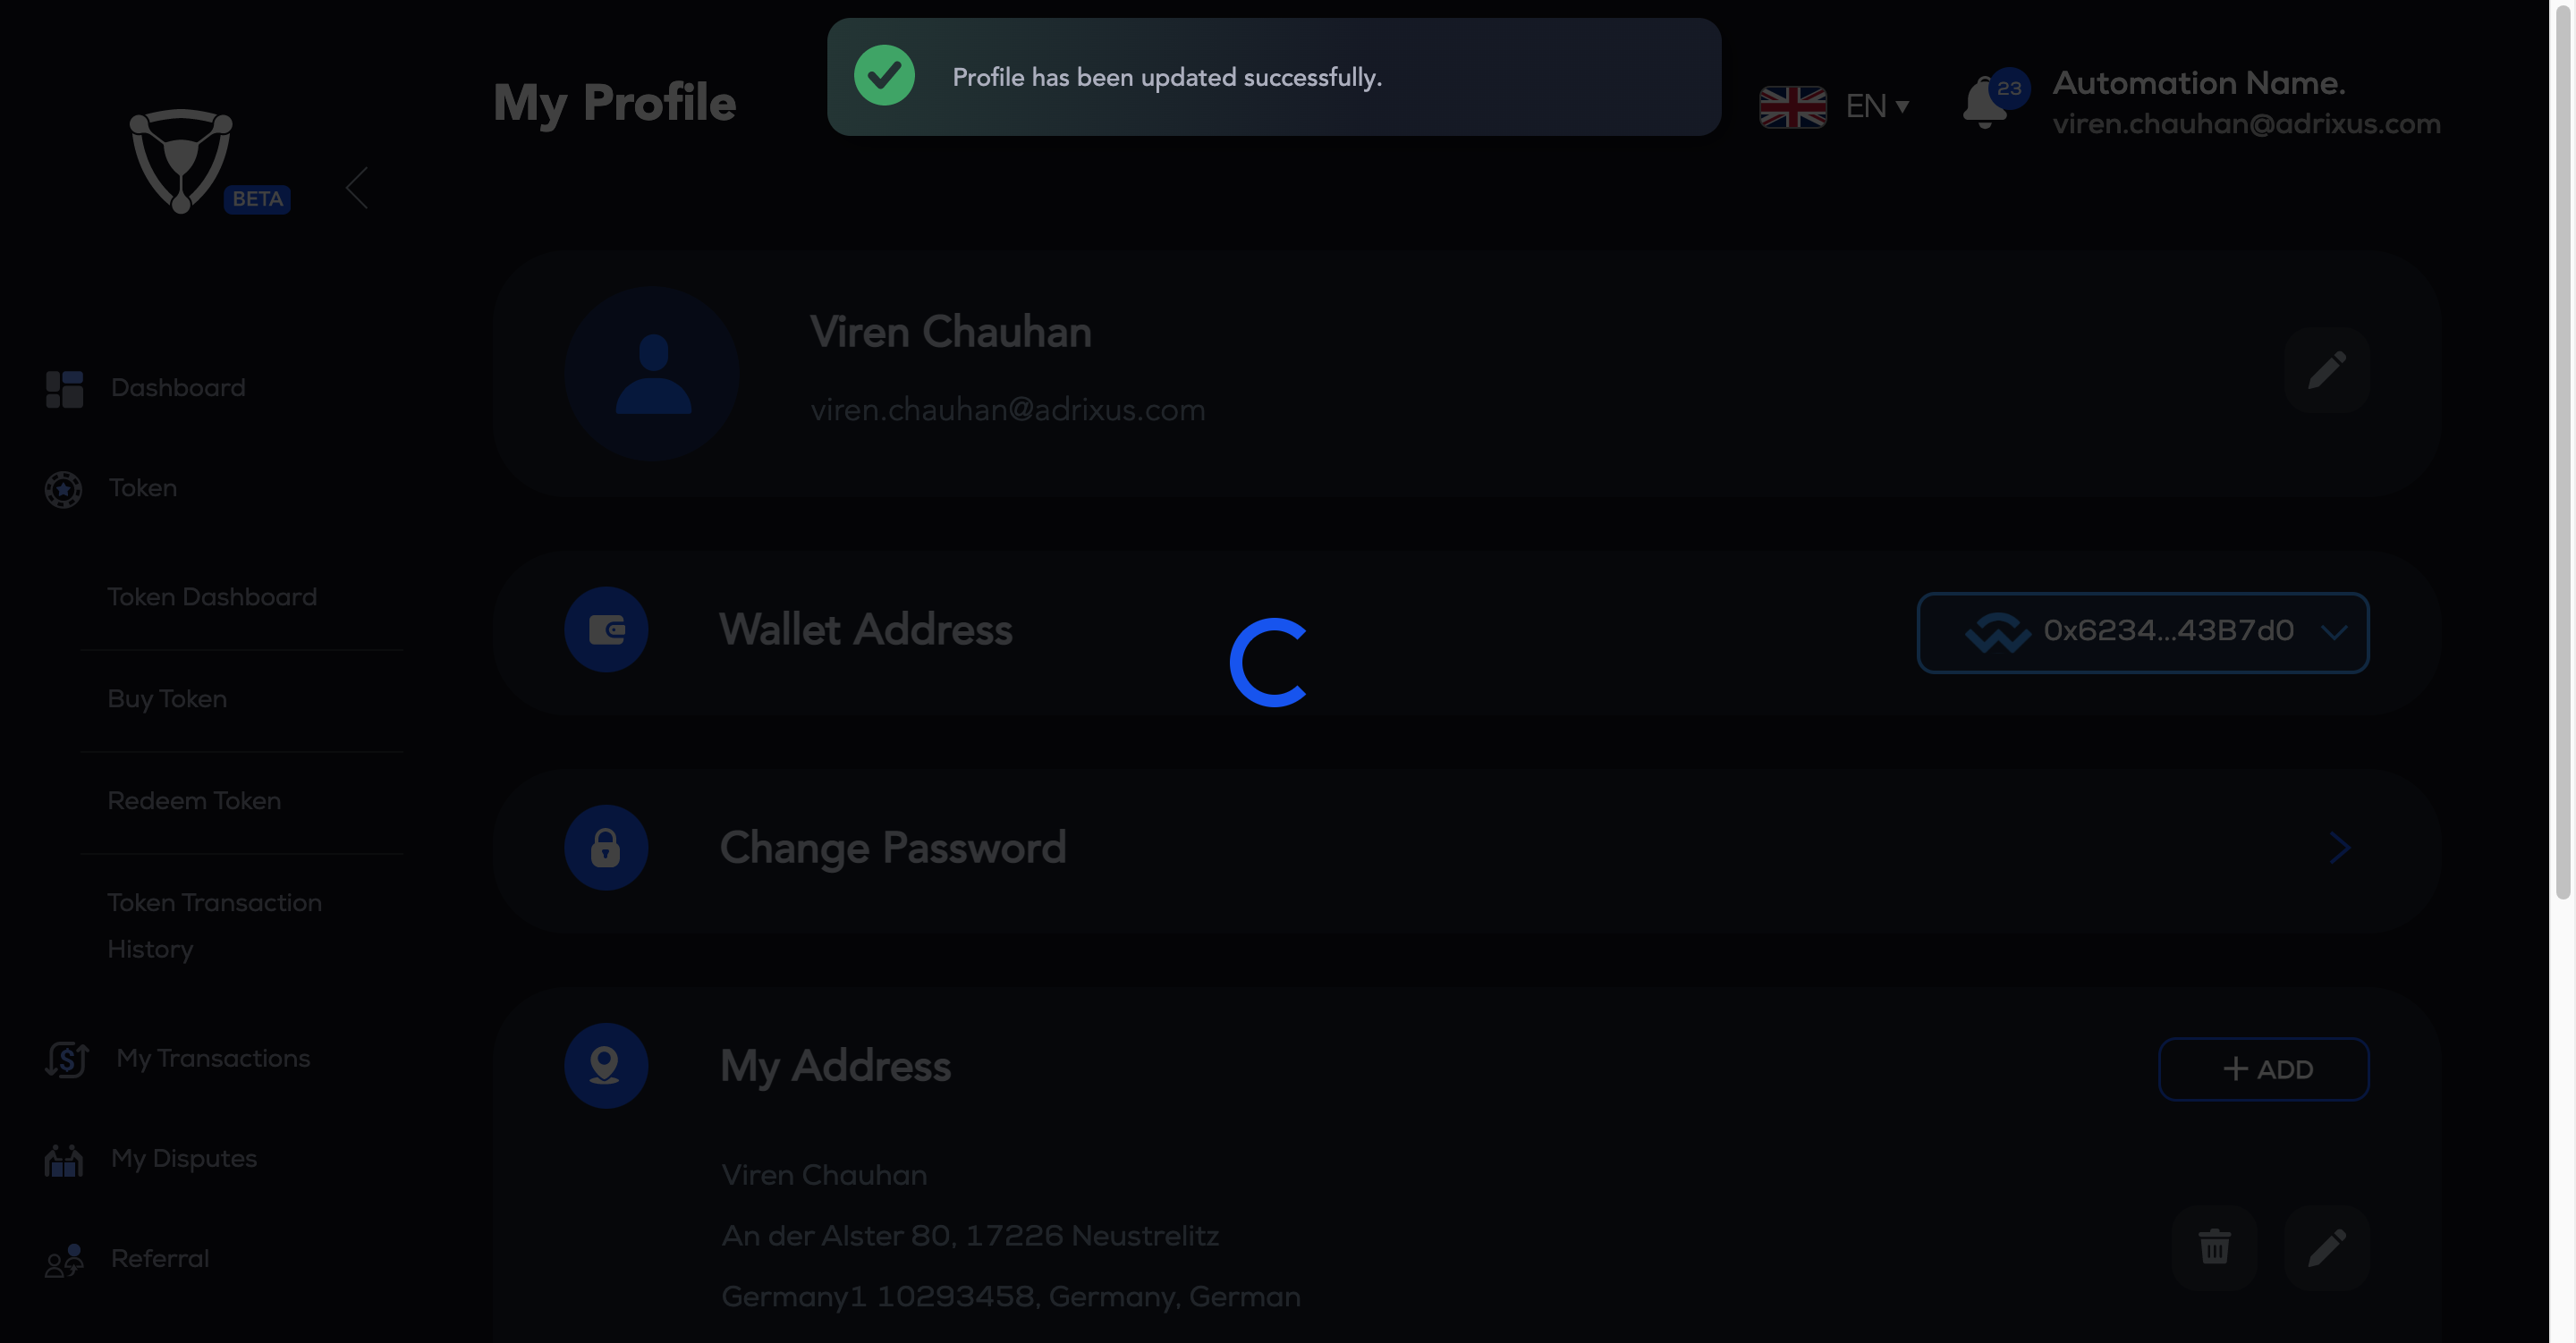 Profile has been updated successfully.
My Profile
EN
23
Automation Name.
viren.chauhan@adrixus.com
BETA
Dashboard
Token
Token Dashboard
Buy Token
Redeem Token
Token Transaction
History
My Transactions
My Disputes
Referral
Viren Chauhan
viren.chauhan@adrixus.com
Wallet Address
0x6234...43B7d0
Change Password
My Address
ADD
Viren Chauhan
An der Alster 80, 17226 Neustrelitz
Germany1 10293458, Germany, German